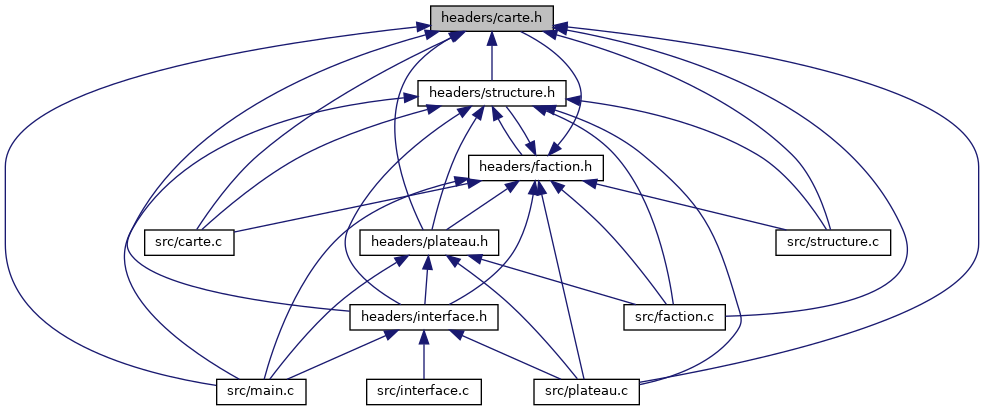 headers/carte.h
headers/structure.h
headers/faction.h
src/carte.c
headers/plateau.h
src/structure.c
headers/interface.h
src/faction.c
src/main.c
src/interface.c
src/plateau.c